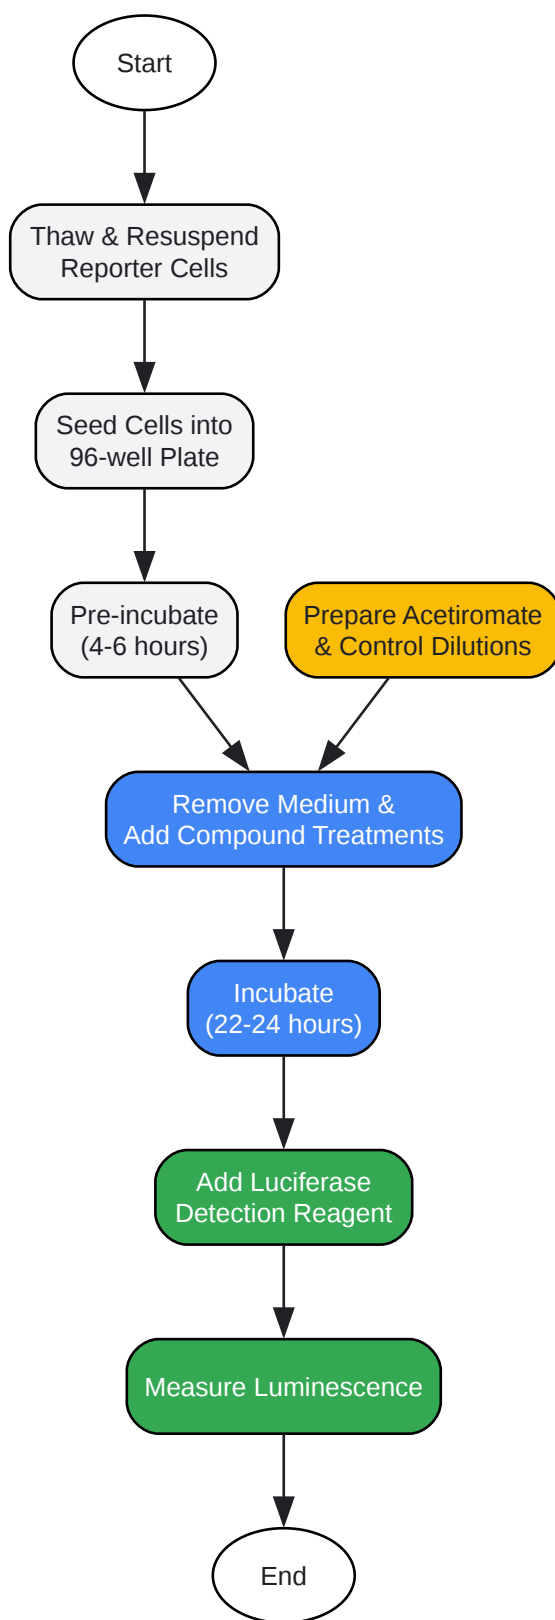 Start
Thaw & Resuspend
Reporter Cells
Seed Cells into
96-well Plate
Pre-incubate
(4-6 hours)
Prepare Acetiromate
& Control Dilutions
Remove Medium &
Add Compound Treatments
Incubate
(22-24 hours)
Add Luciferase
Detection Reagent
Measure Luminescence
End